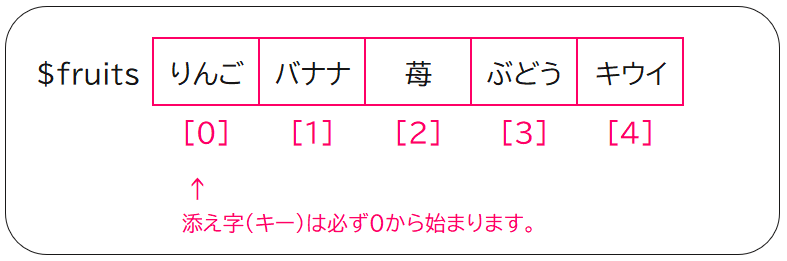 $fruits りんご バナナ 苺 ぶどう キウイ
[0] [1] [2] [3] [4]
↑
添え字(キー)は必ず0から始まります。